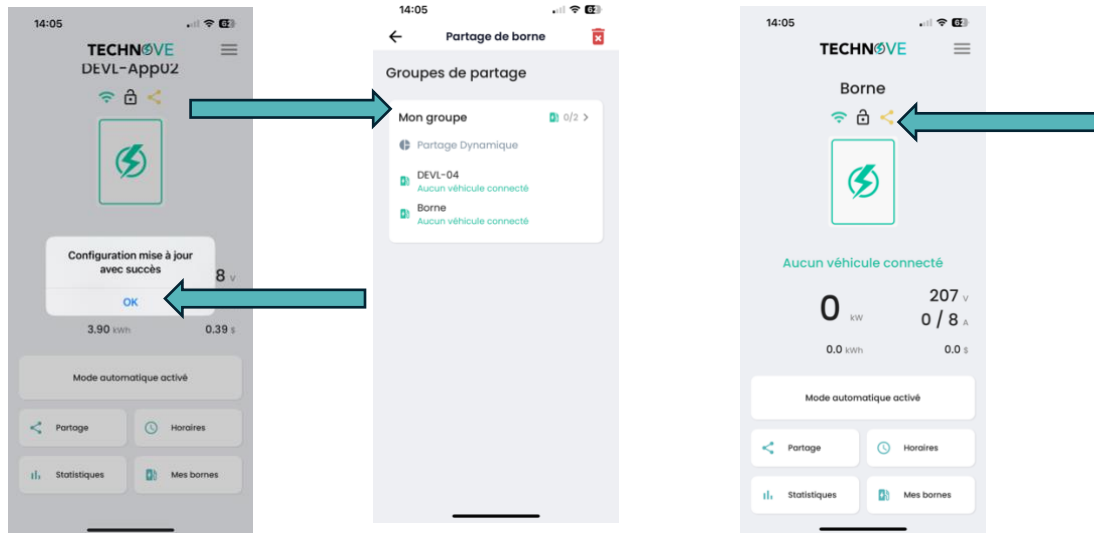 14:05
TECHNOVE
DEVL-App02
Configuration mise à jour
avec succès
OK
8 v
3.90 kWh 0.39 $
Mode automatique activé
Partage Horaires
Statistiques Mes bornes
14:05
Partage de borne
Groupes de partage
Mon groupe 0/2 >
Partage Dynamique
DEVL-04
Aucun véhicule connecté
Borne
Aucun véhicule connecté
14:05
TECHNOVE
Borne
Aucun véhicule connecté
0 kW 207 V
0 / 8 A
0.0 kWh 0.0 $
Mode automatique activé
Partage Horaires
Statistiques Mes bornes